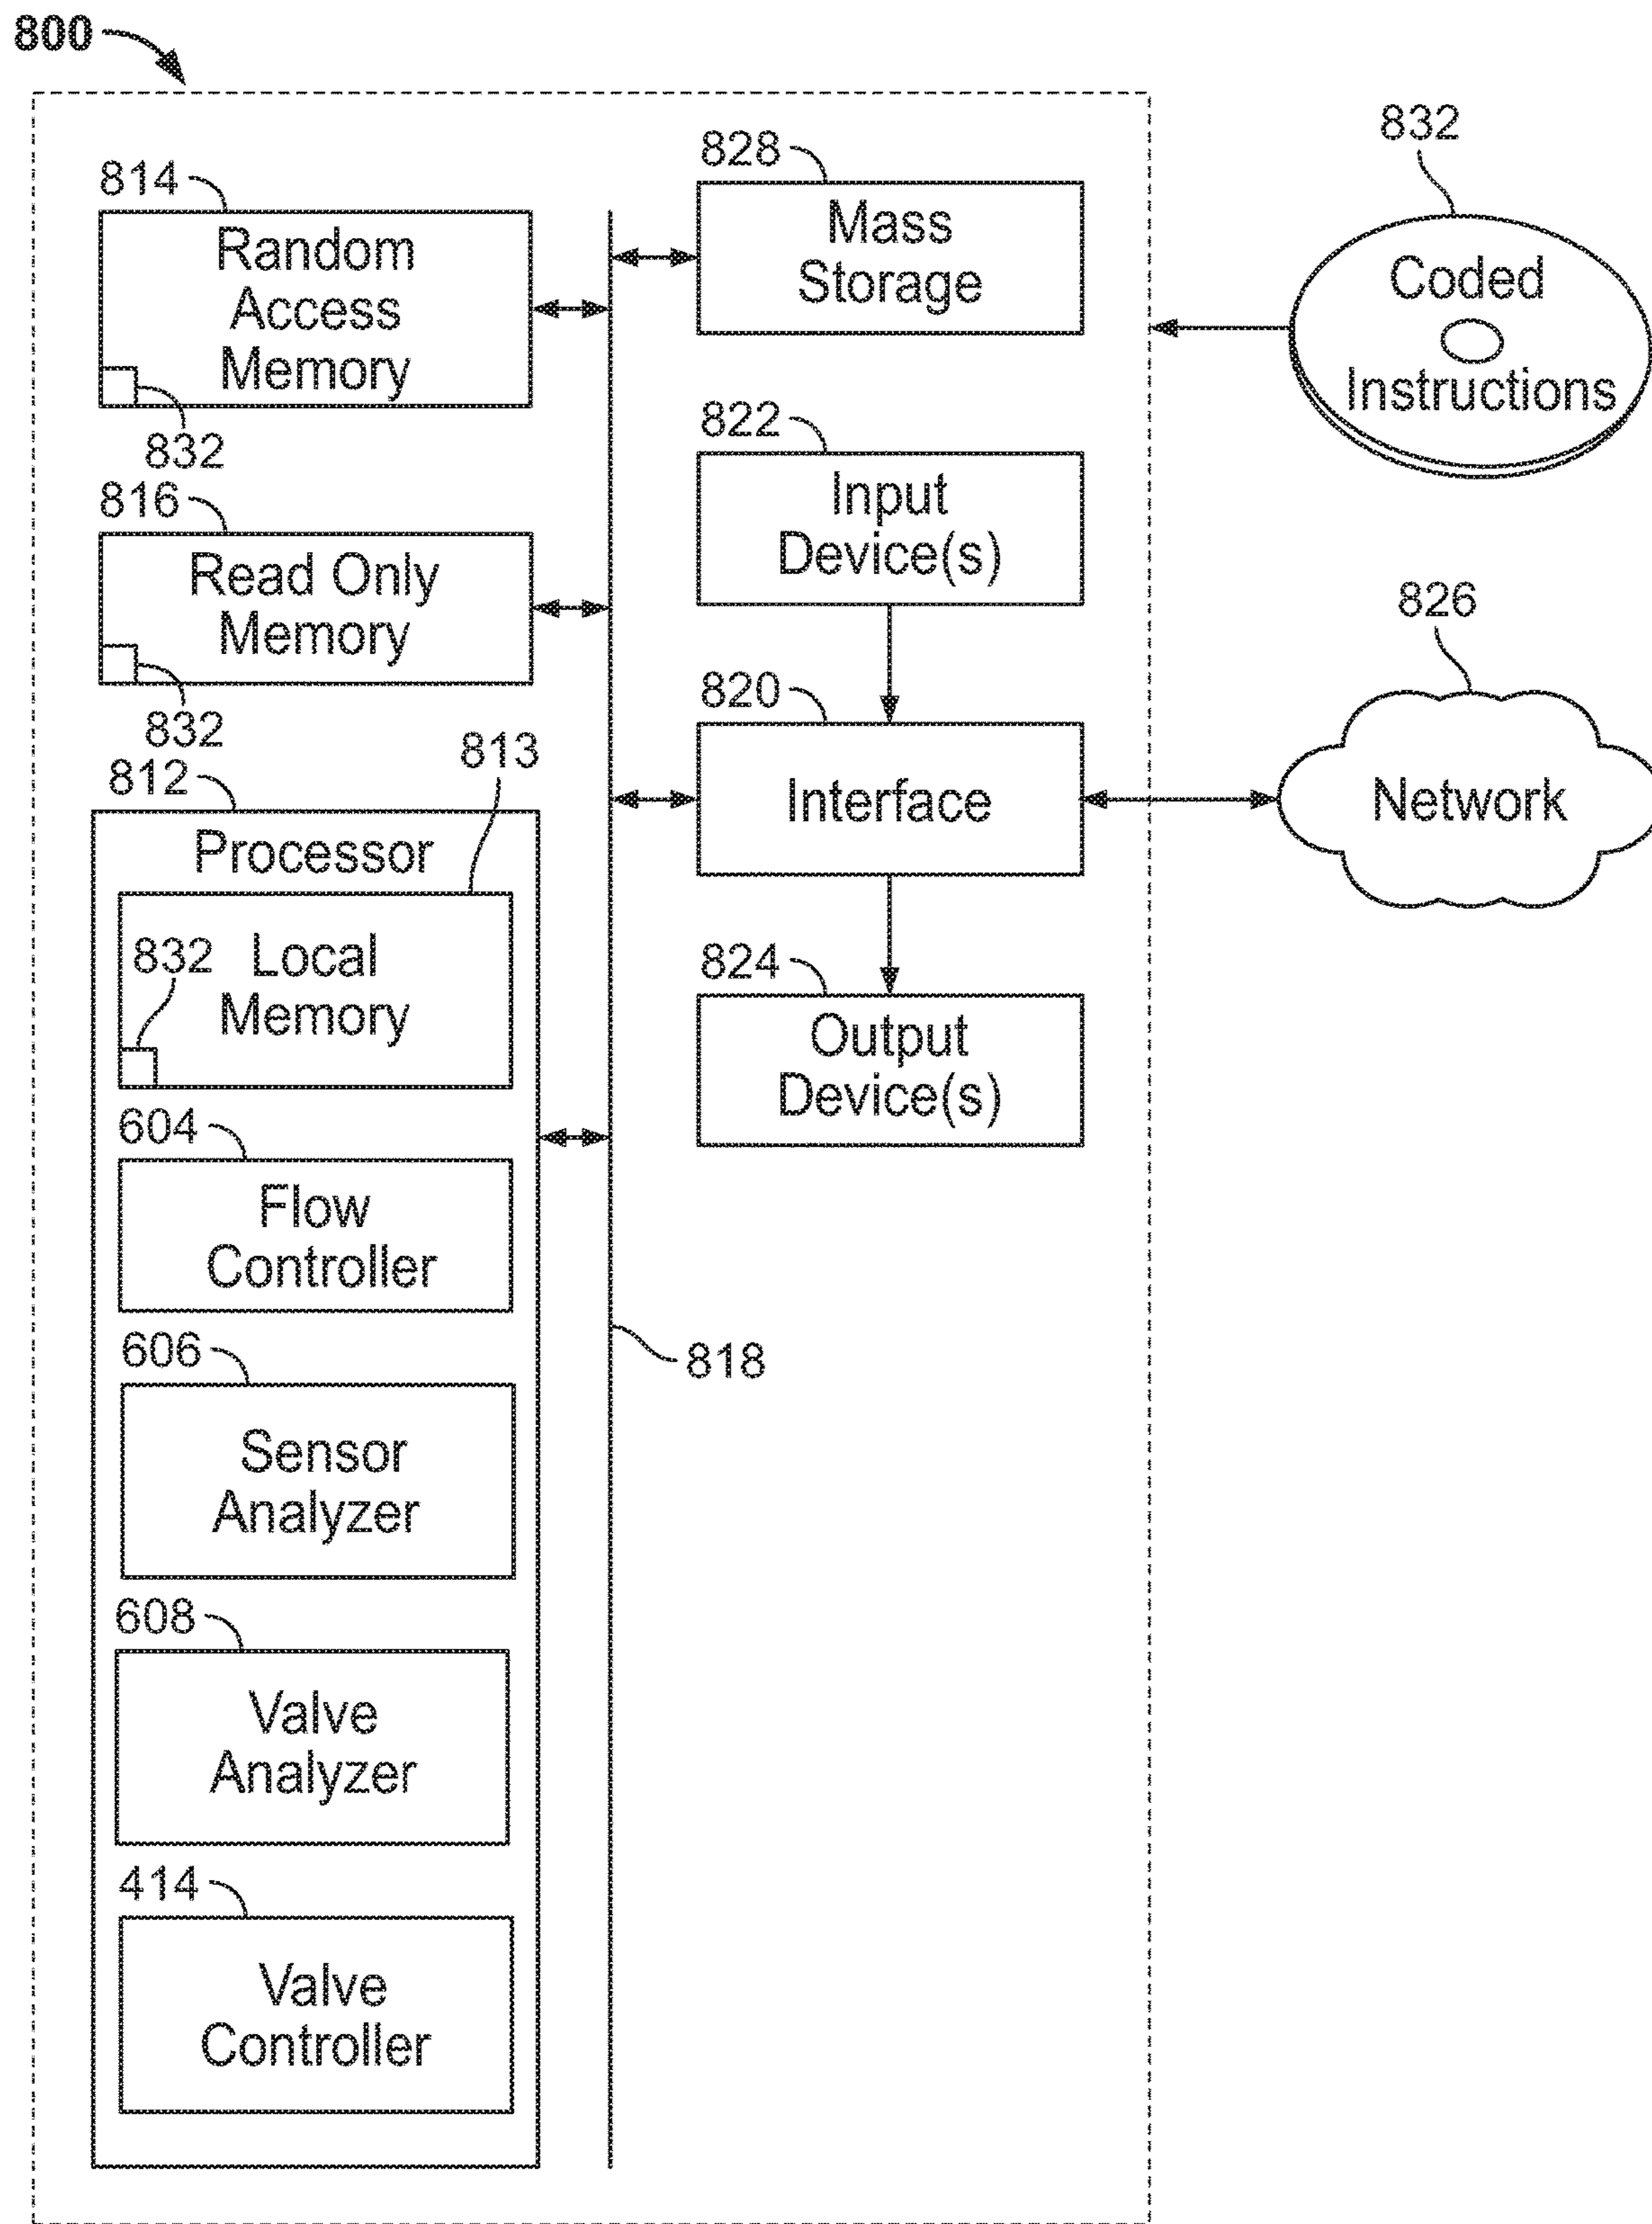 800
814
Random
Access
Memory
832
816
Read Only
Memory
832
812
813
Processor
832
Local
Memory
604
Flow
Controller
606
Sensor
Analyzer
608
Valve
Analyzer
414
Valve
Controller
828
Mass
Storage
822
Input
Device(s)
820
Interface
824
Output
Device(s)
818
832
Coded
Instructions
826
Network